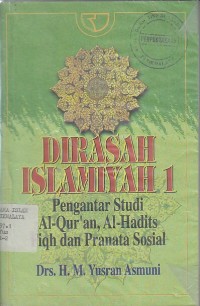 DIRASAH
ISLAMIYAH 1
Pengantar Studi
Al-Qur'an, Al-Hadits
Fiqh dan Pranata Sosial
Drs. H. M. Yusran Asmuni